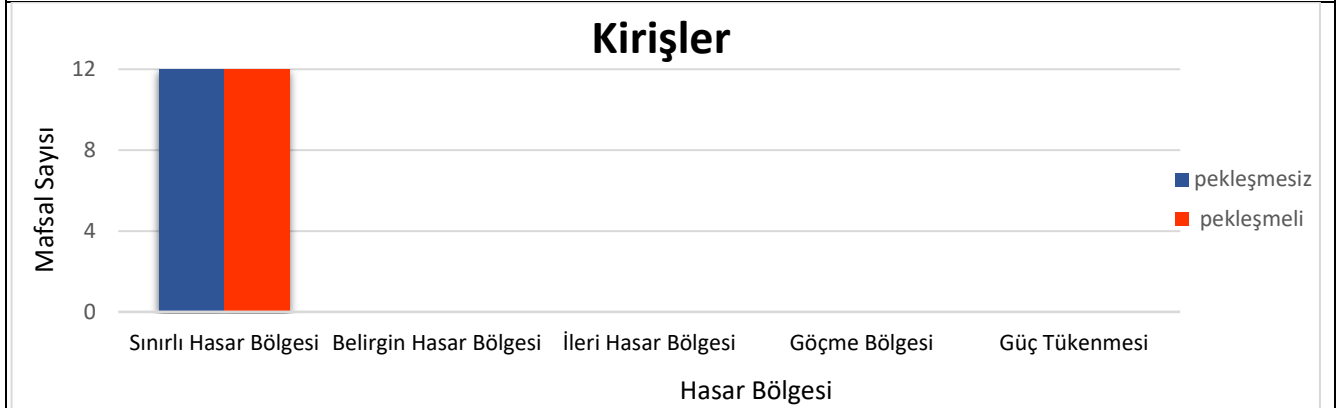 Kirişler
12
8
4
0
Mafsal Sayısı
pekleşmesiz
pekleşmeli
Sınırlı Hasar Bölgesi Belirgin Hasar Bölgesi İleri Hasar Bölgesi Göçme Bölgesi Güç Tükenmesi
Hasar Bölgesi